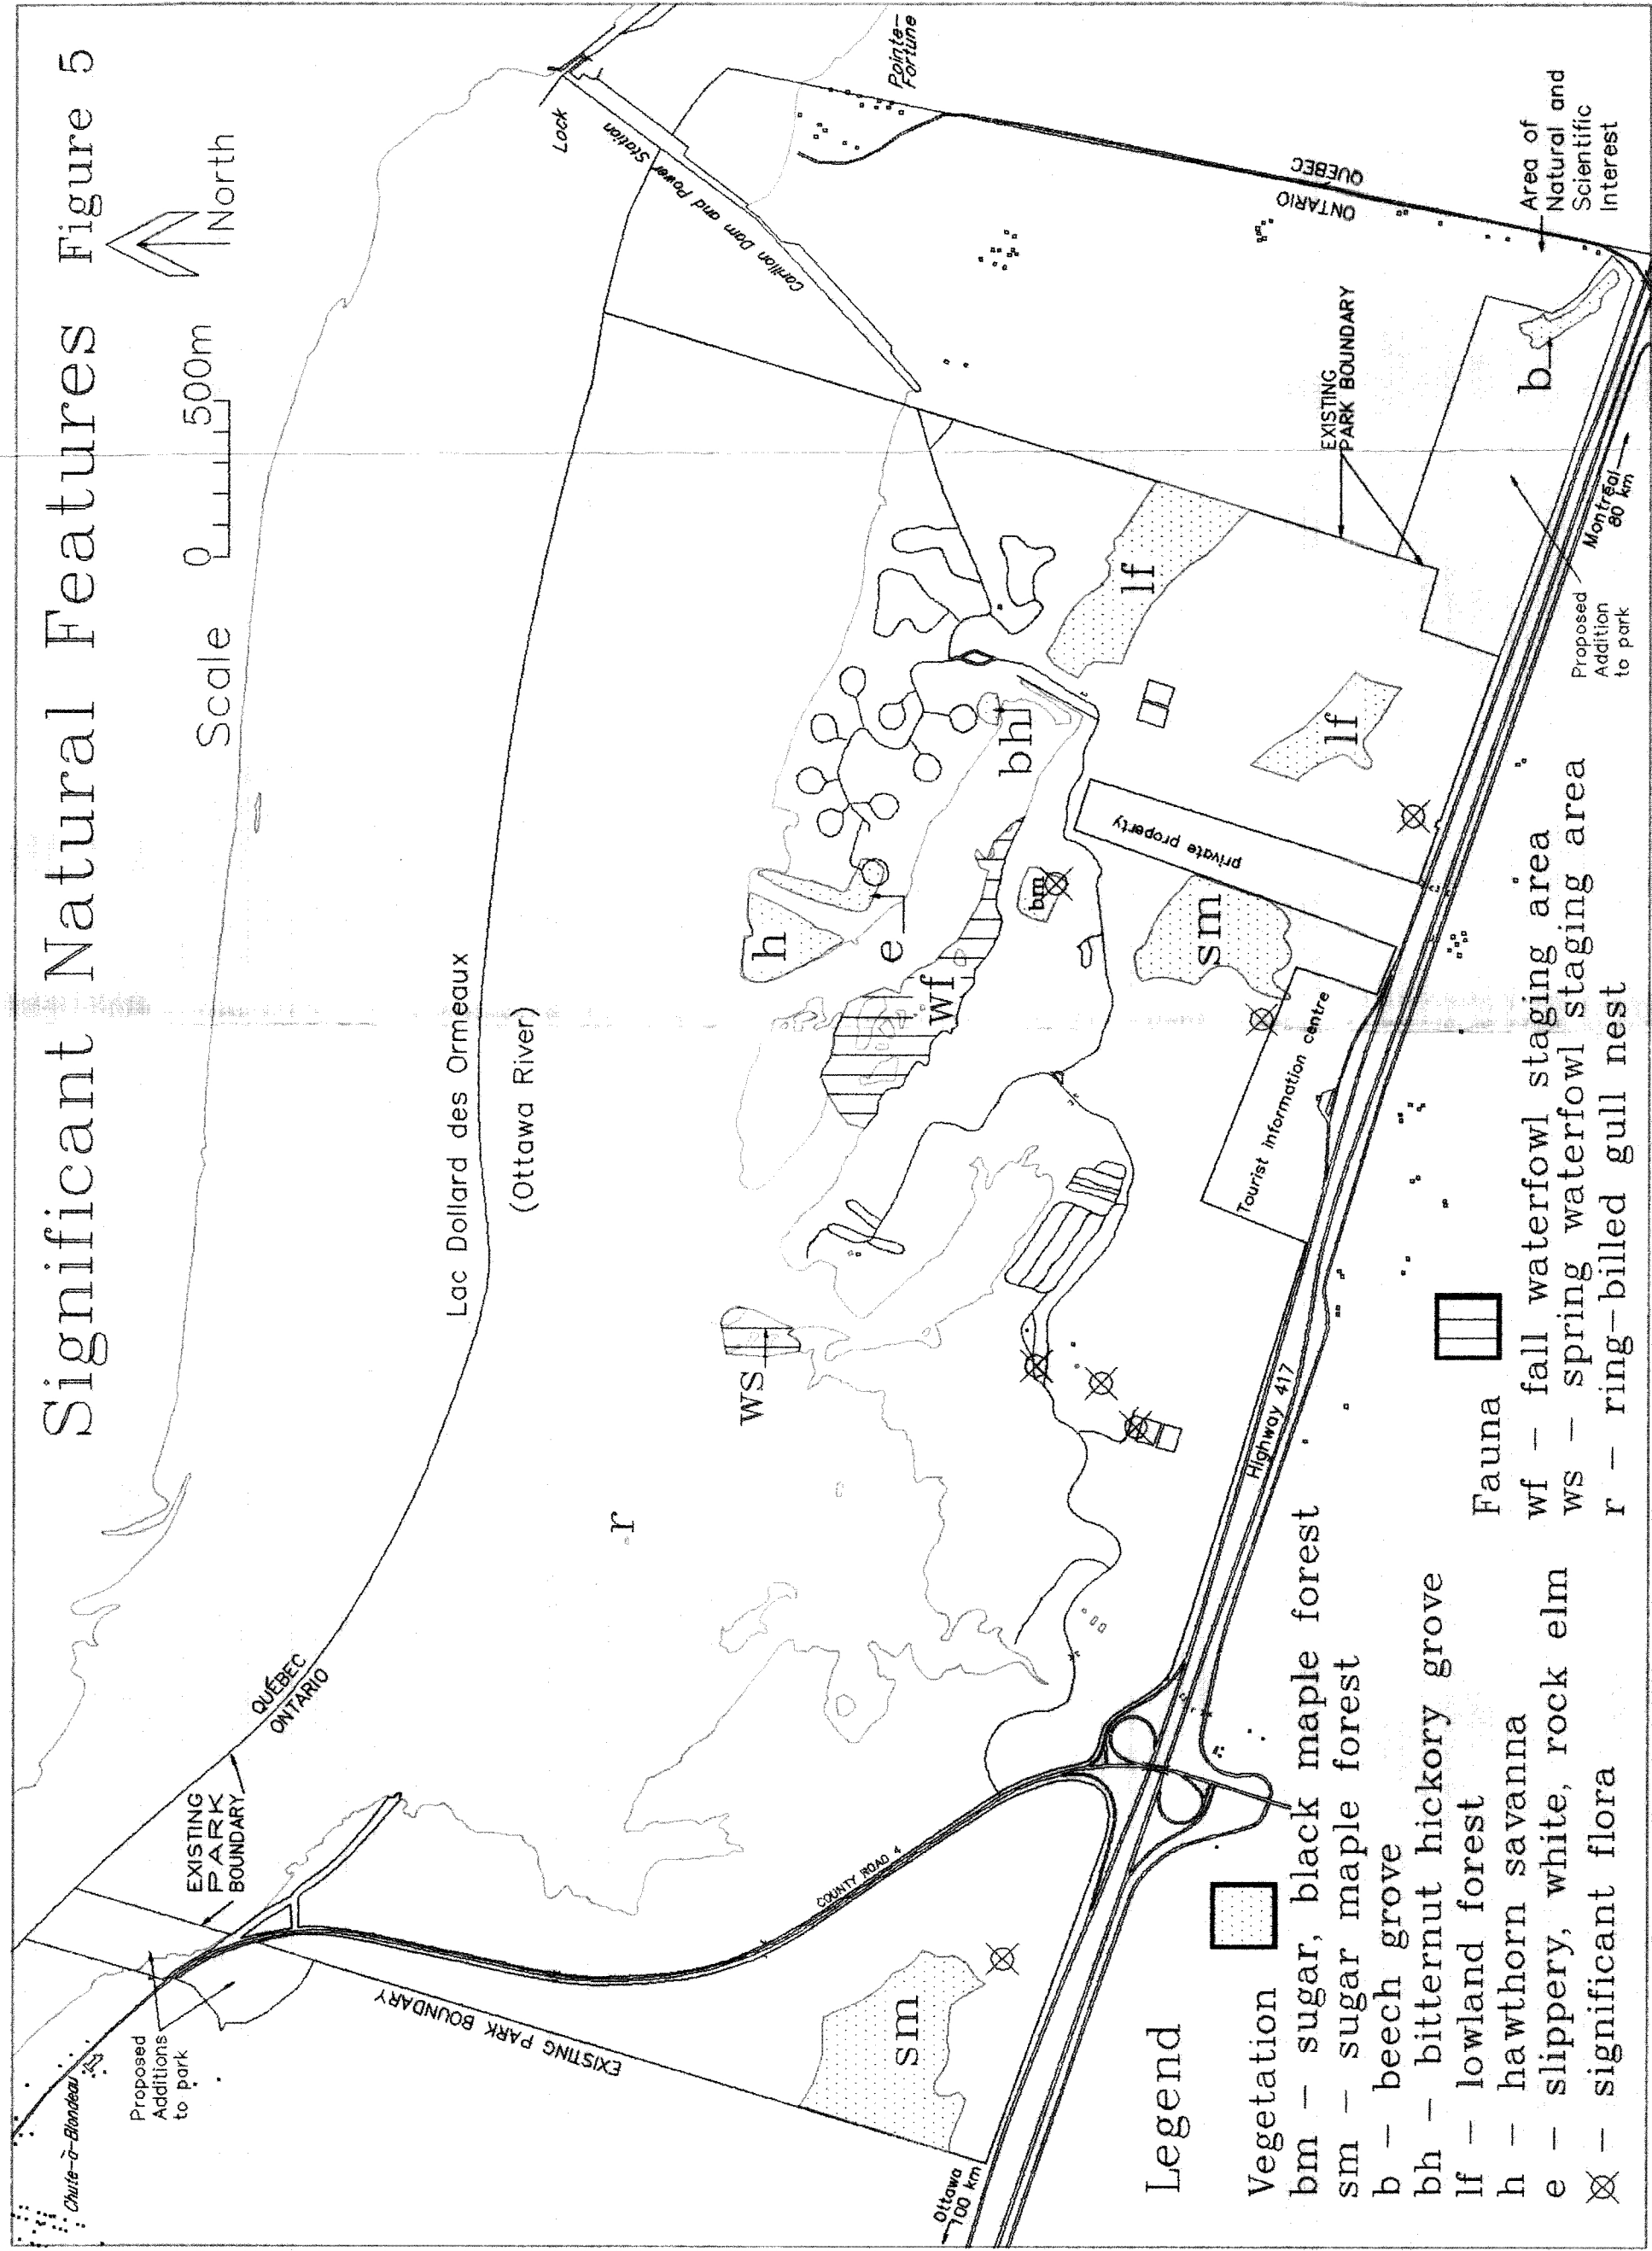 Significant Natural Features Figure 5
Scale 0 500m
North
Chute-à-Blondeau
Proposed
Additions
to park
EXISTING
PARK
BOUNDARY
QUÉBEC
ONTARIO
Lac Dollard des Ormeaux
(Ottawa River)
Lock
Carillon Dam and Power Station
Pointe-
Fortune
EXISTING PARK BOUNDARY
COUNTY ROAD 4
r
ws
h
e
wf
bm
bh
lf
lf
sm
sm
private property
Tourist information centre
Highway 417
Ottawa
100 km
EXISTING
PARK BOUNDARY
QUEBEC
ONTARIO
Area of
Natural and
Scientific
Interest
b
Montréal
80 km
Proposed
Addition
to park
Legend
Vegetation
bm - sugar, black maple forest
sm - sugar maple forest
b - beech grove
bh - bitternut hickory grove
lf - lowland forest
h - hawthorn savanna
e - slippery, white, rock elm
- significant flora
Fauna
wf - fall waterfowl staging area
ws - spring waterfowl staging area
r - ring-billed gull nest